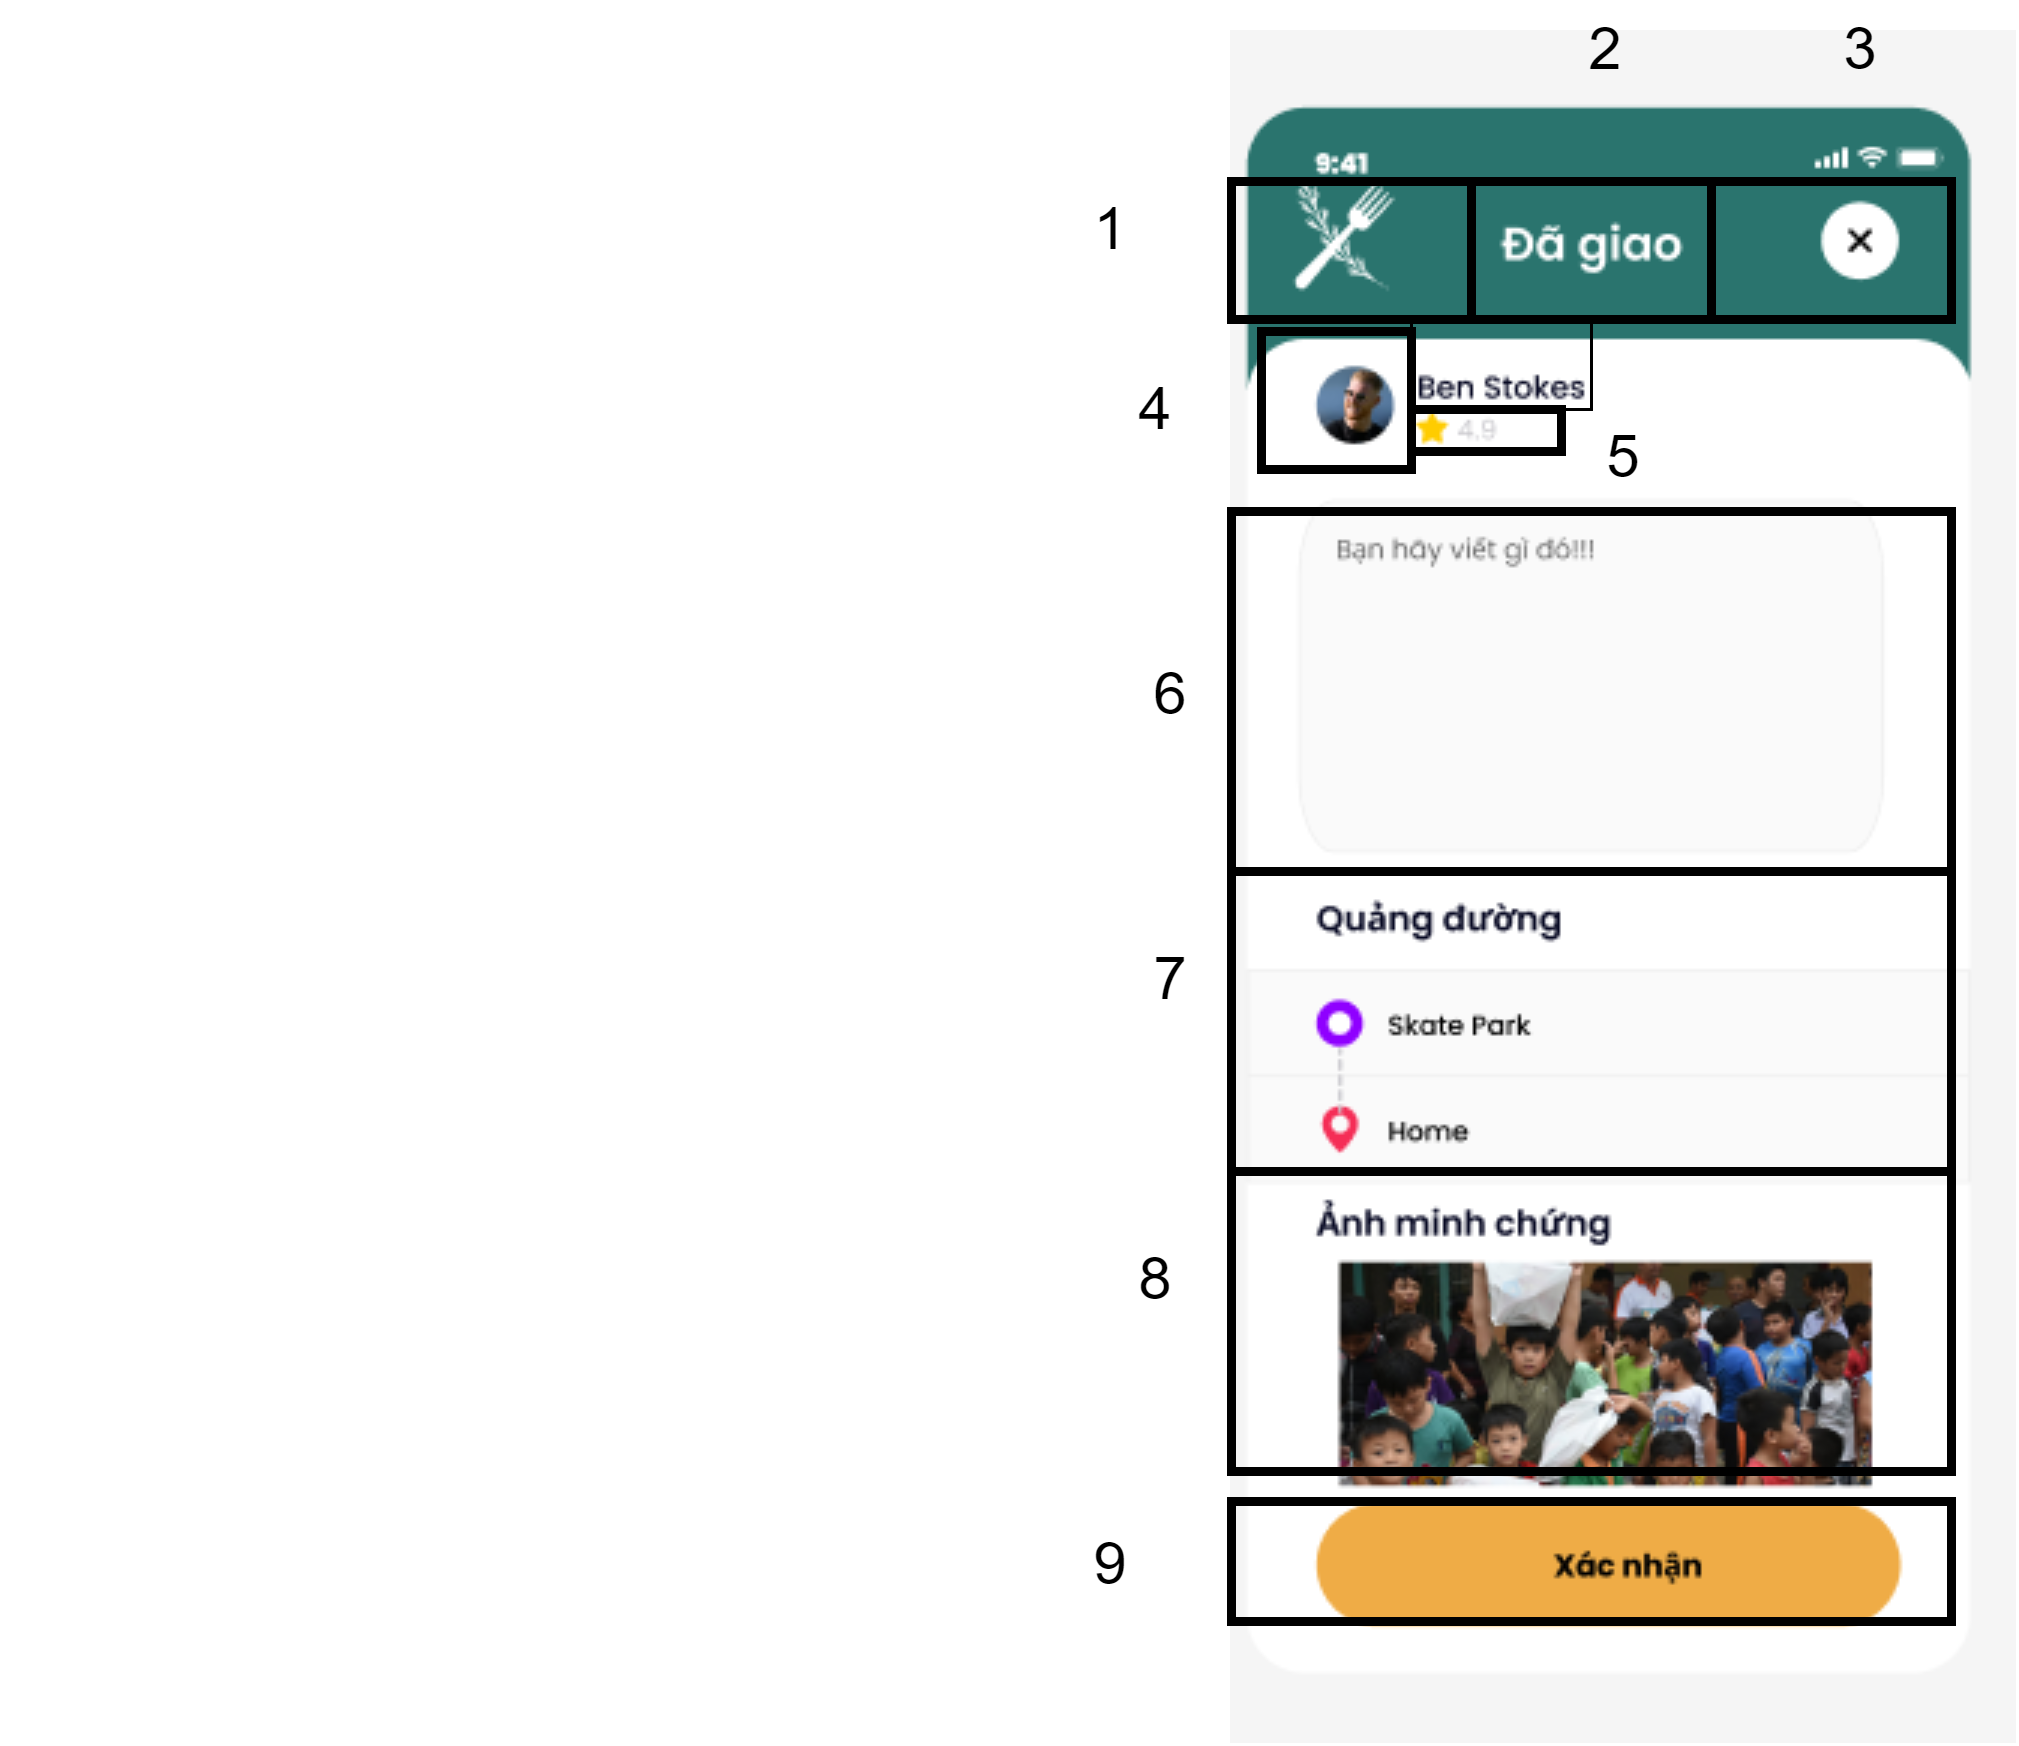 2 3
9:41
1
Đã giao
4
Ben Stokes
4.9
5
Bạn hãy viết gì đó!!!
6
Quảng đường
7
Skate Park
Home
Ảnh minh chứng
8
9
Xác nhận